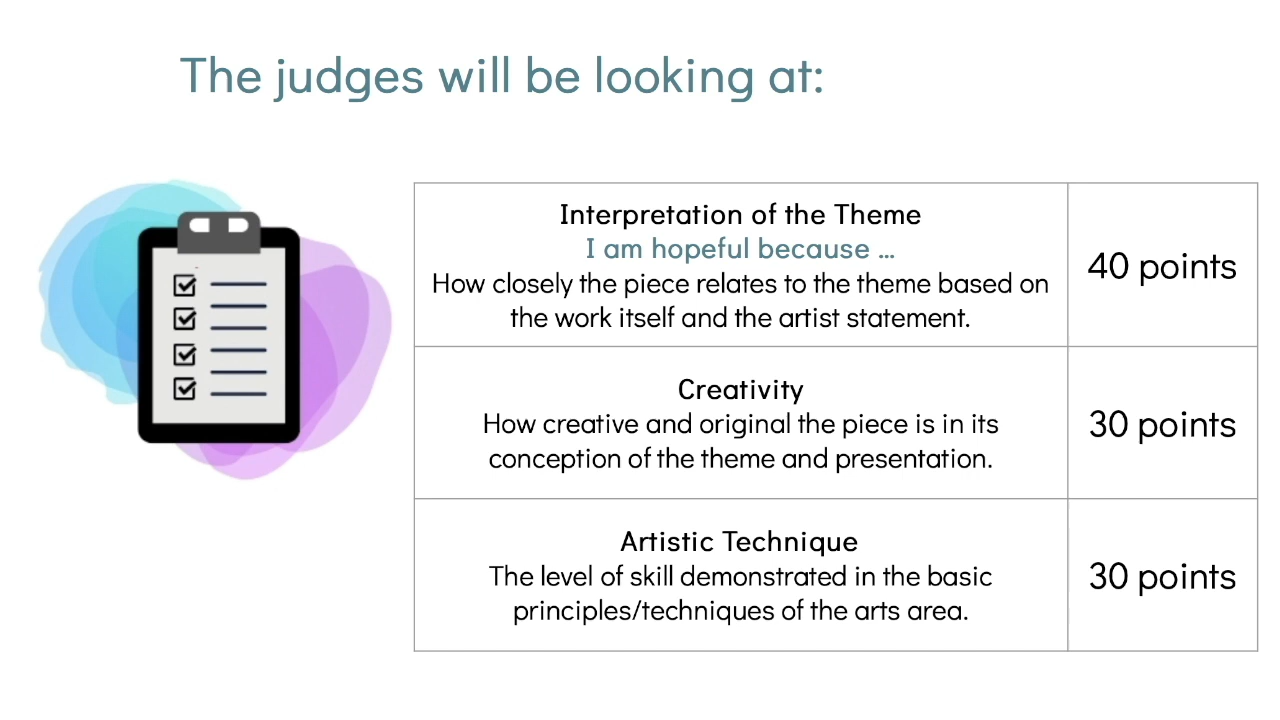 The judges will be looking at:
Interpretation of the Theme
I am hopeful because ...
How closely the piece relates to the theme based on
the work itself and the artist statement.
40 points
Creativity
How creative and original the piece is in its
conception of the theme and presentation.
30 points
Artistic Technique
The level of skill demonstrated in the basic
principles/techniques of the arts area.
30 points